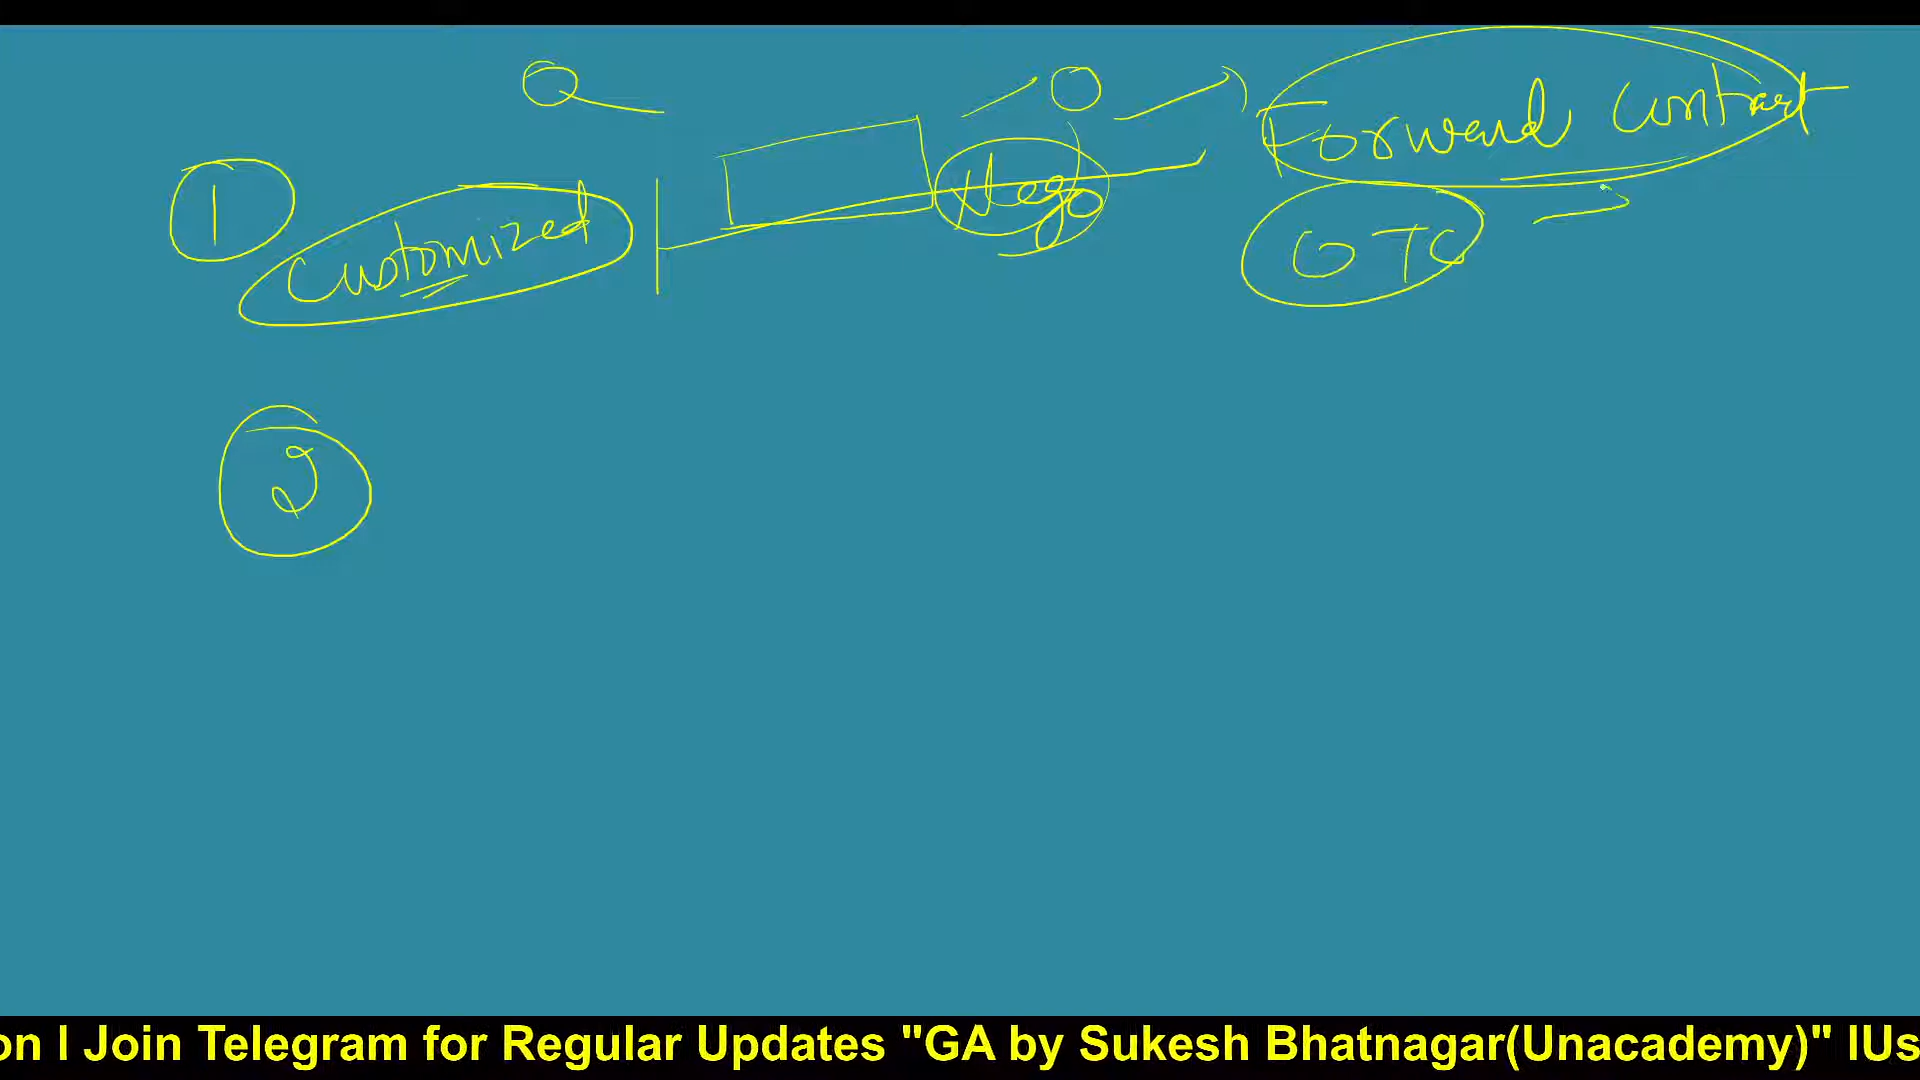 Forward Contract
1 Customized Nego OTC
2
on I Join Telegram for Regular Updates "GA by Sukesh Bhatnagar(Unacademy)" IUs